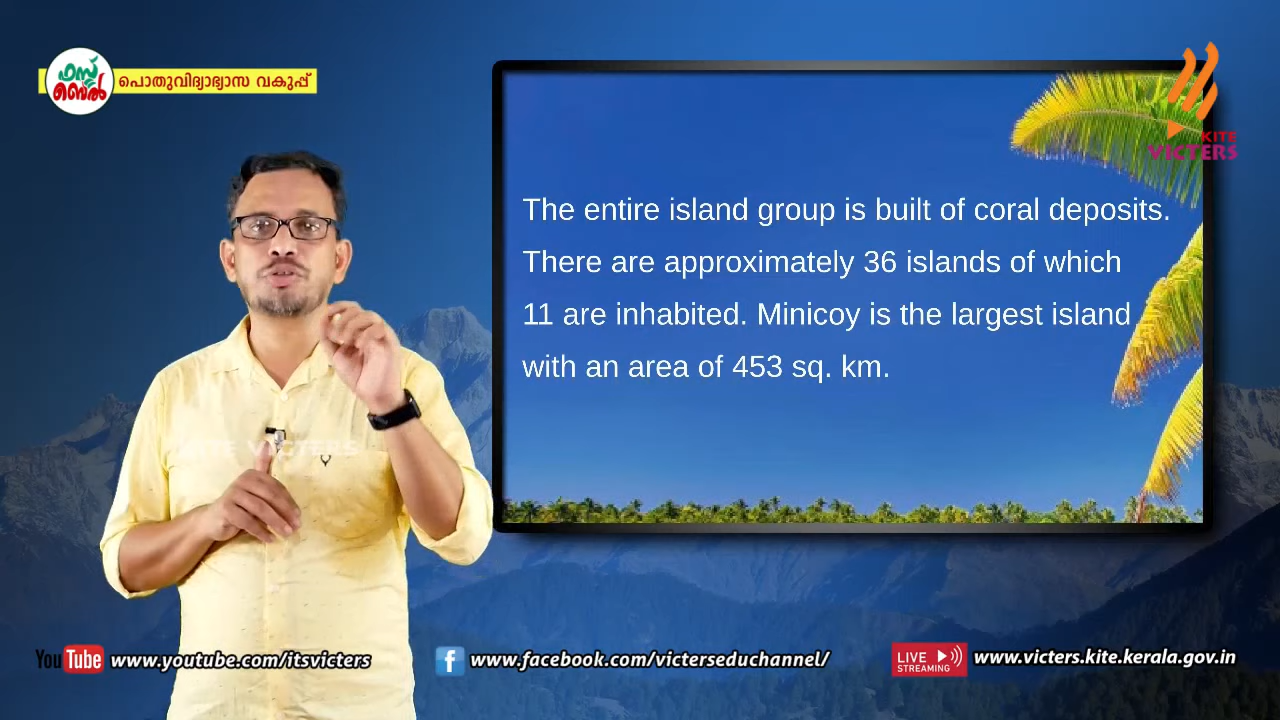 ഫസ്റ്റ്
ബെൽ
പൊതുവിദ്യാഭ്യാസ വകുപ്പ്
KITE
VICTERS
The entire island group is built of coral deposits.
There are approximately 36 islands of which
11 are inhabited. Minicoy is the largest island
with an area of 453 sq. km.
KITE VICTERS
YouTube www.youtube.com/itsvicters
f www.facebook.com/victerseduchannel/
LIVE
STREAMING
www.victers.kite.kerala.gov.in